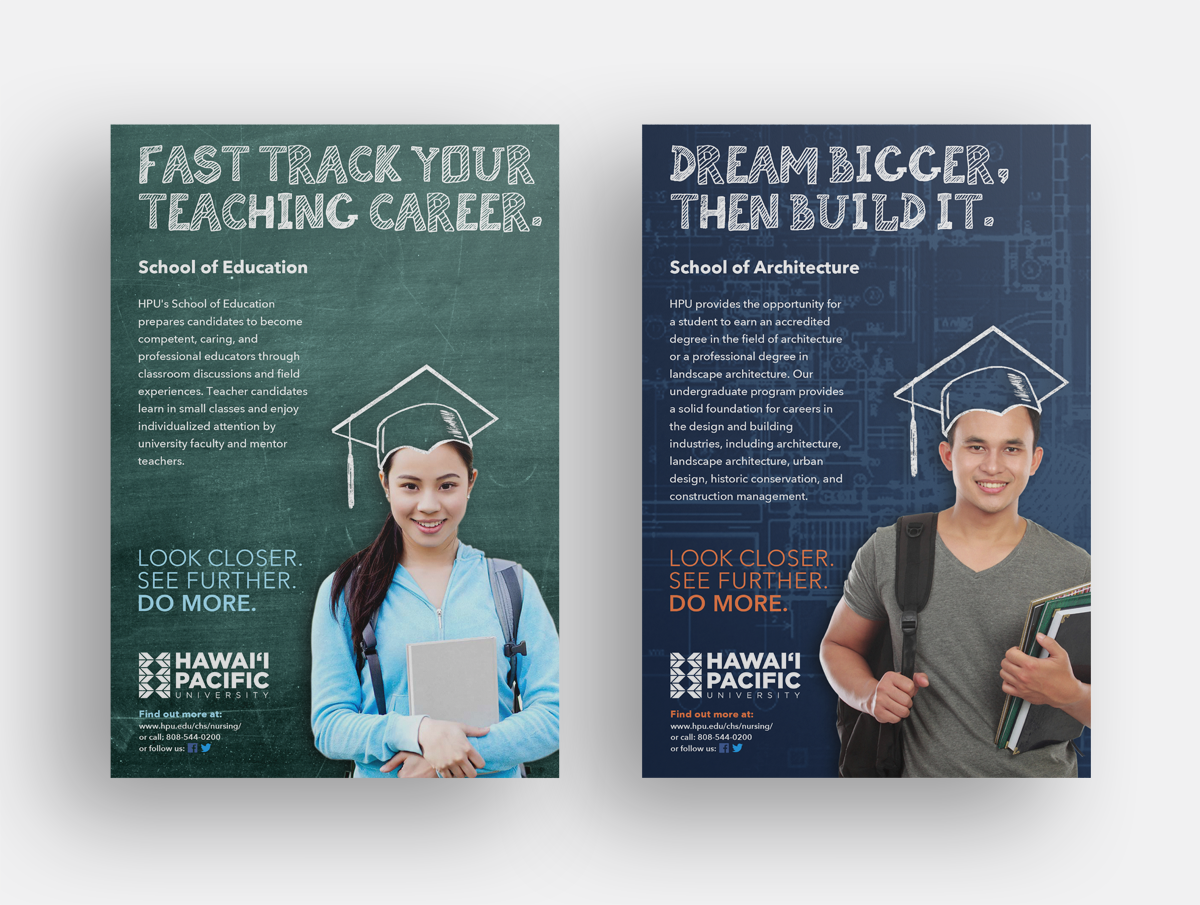 FAST TRACK YOUR
TEACHING CAREER.
School of Education
HPU's School of Education
prepares candidates to become
competent, caring, and
professional educators through
classroom discussions and field
experiences. Teacher candidates
learn in small classes and enjoy
individualized attention by
university faculty and mentor
teachers.
LOOK CLOSER.
SEE FURTHER.
DO MORE.
HAWAI‘I
PACIFIC
UNIVERSITY
Find out more at:
www.hpu.edu/chs/nursing/
or call: 808-544-0200
or follow us:
DREAM BIGGER,
THEN BUILD IT.
School of Architecture
HPU provides the opportunity for
a student to earn an accredited
degree in the field of architecture
or a professional degree in
landscape architecture. Our
undergraduate program provides
a solid foundation for careers in
the design and building
industries, including architecture,
landscape architecture, urban
design, historic conservation, and
construction management.
LOOK CLOSER.
SEE FURTHER.
DO MORE.
HAWAI‘I
PACIFIC
UNIVERSITY
Find out more at:
www.hpu.edu/chs/nursing/
or call: 808-544-0200
or follow us: